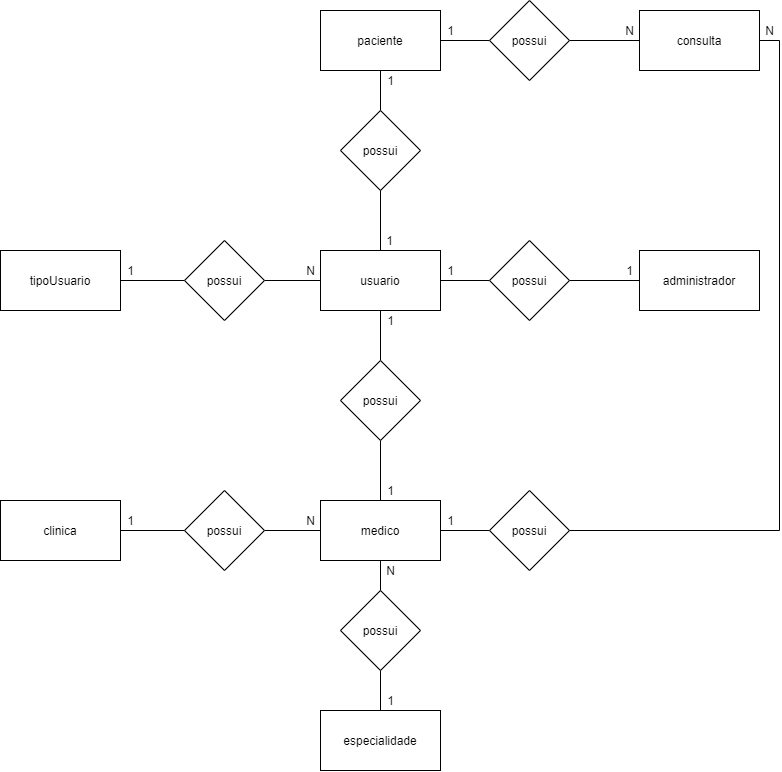 paciente
1
possui
N
consulta
N
1
possui
1
tipoUsuario
1
possui
N
usuario
1
possui
1
administrador
1
possui
1
clinica
1
possui
N
medico
1
possui
N
possui
1
especialidade